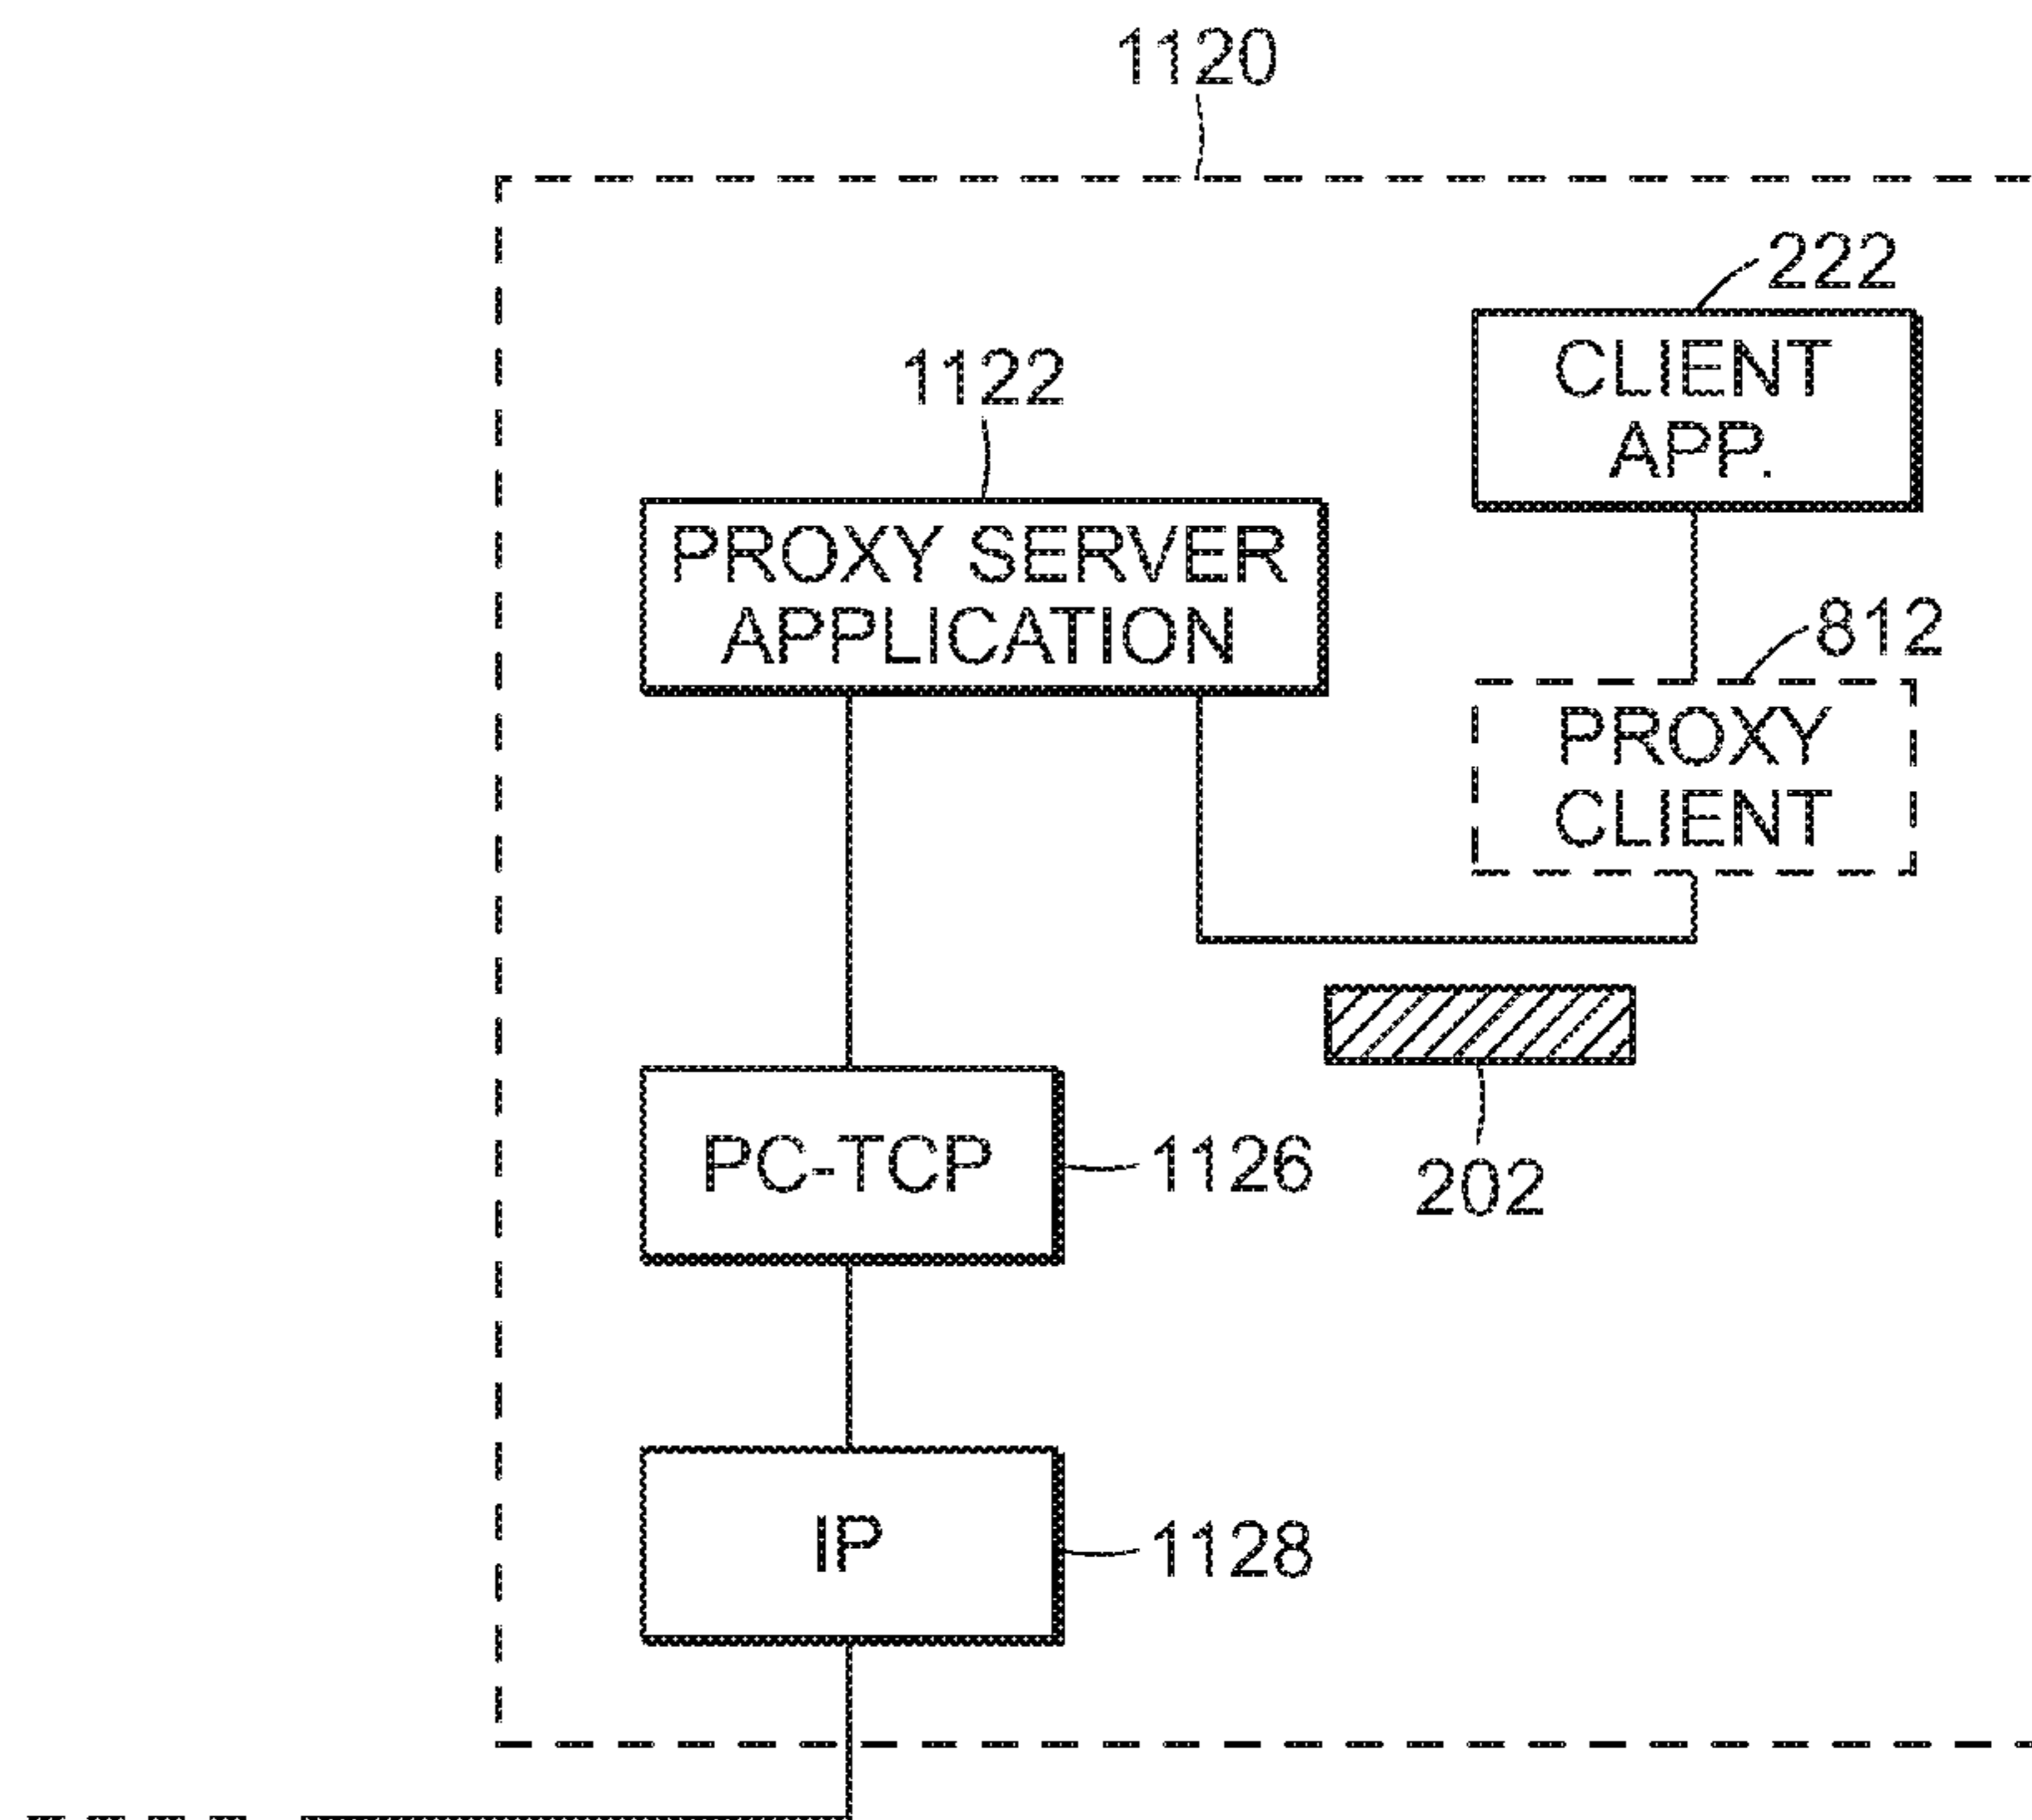 1120
222
CLIENT
APP.
1122
PROXY SERVER
APPLICATION
812
PROXY
CLIENT
PC-TCP
1126
202
IP
1128